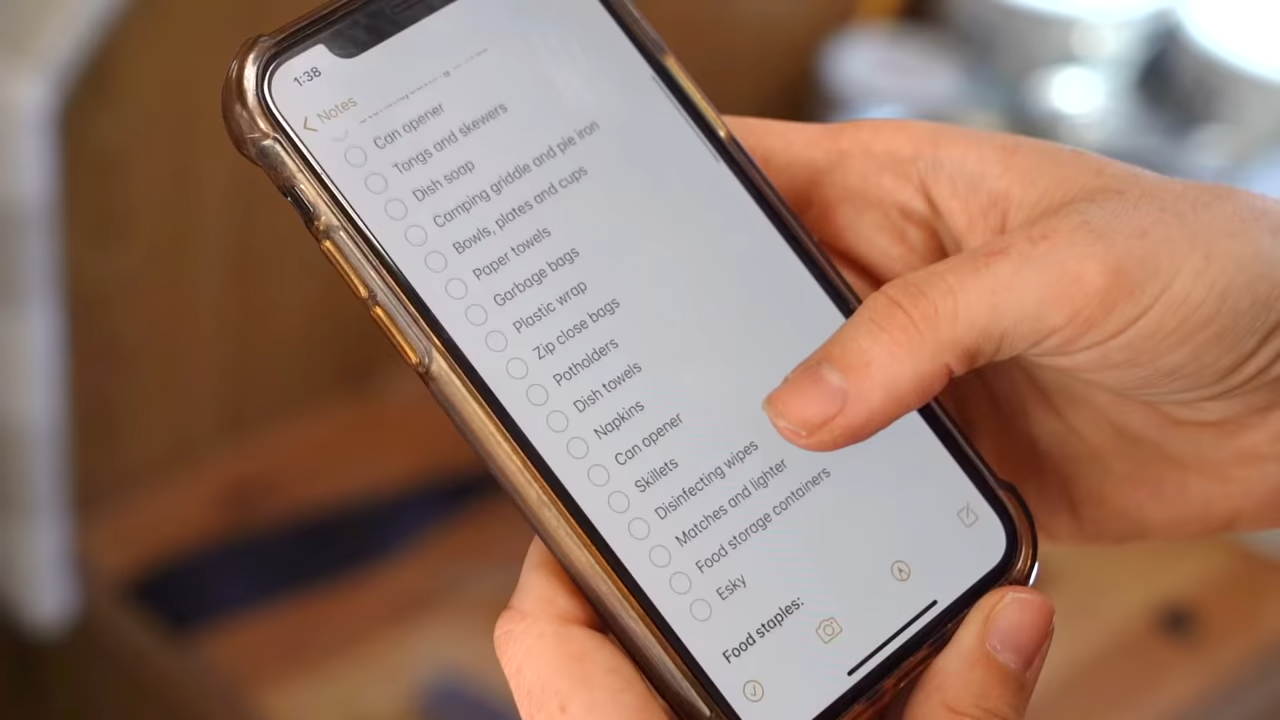 1:38
Notes
Can opener
Tongs and skewers
Dish soap
Camping griddle and pie iron
Bowls, plates and cups
Paper towels
Garbage bags
Plastic wrap
Zip close bags
Potholders
Dish towels
Napkins
Can opener
Skillets
Disinfecting wipes
Matches and lighter
Food storage containers
Esky
Food staples: